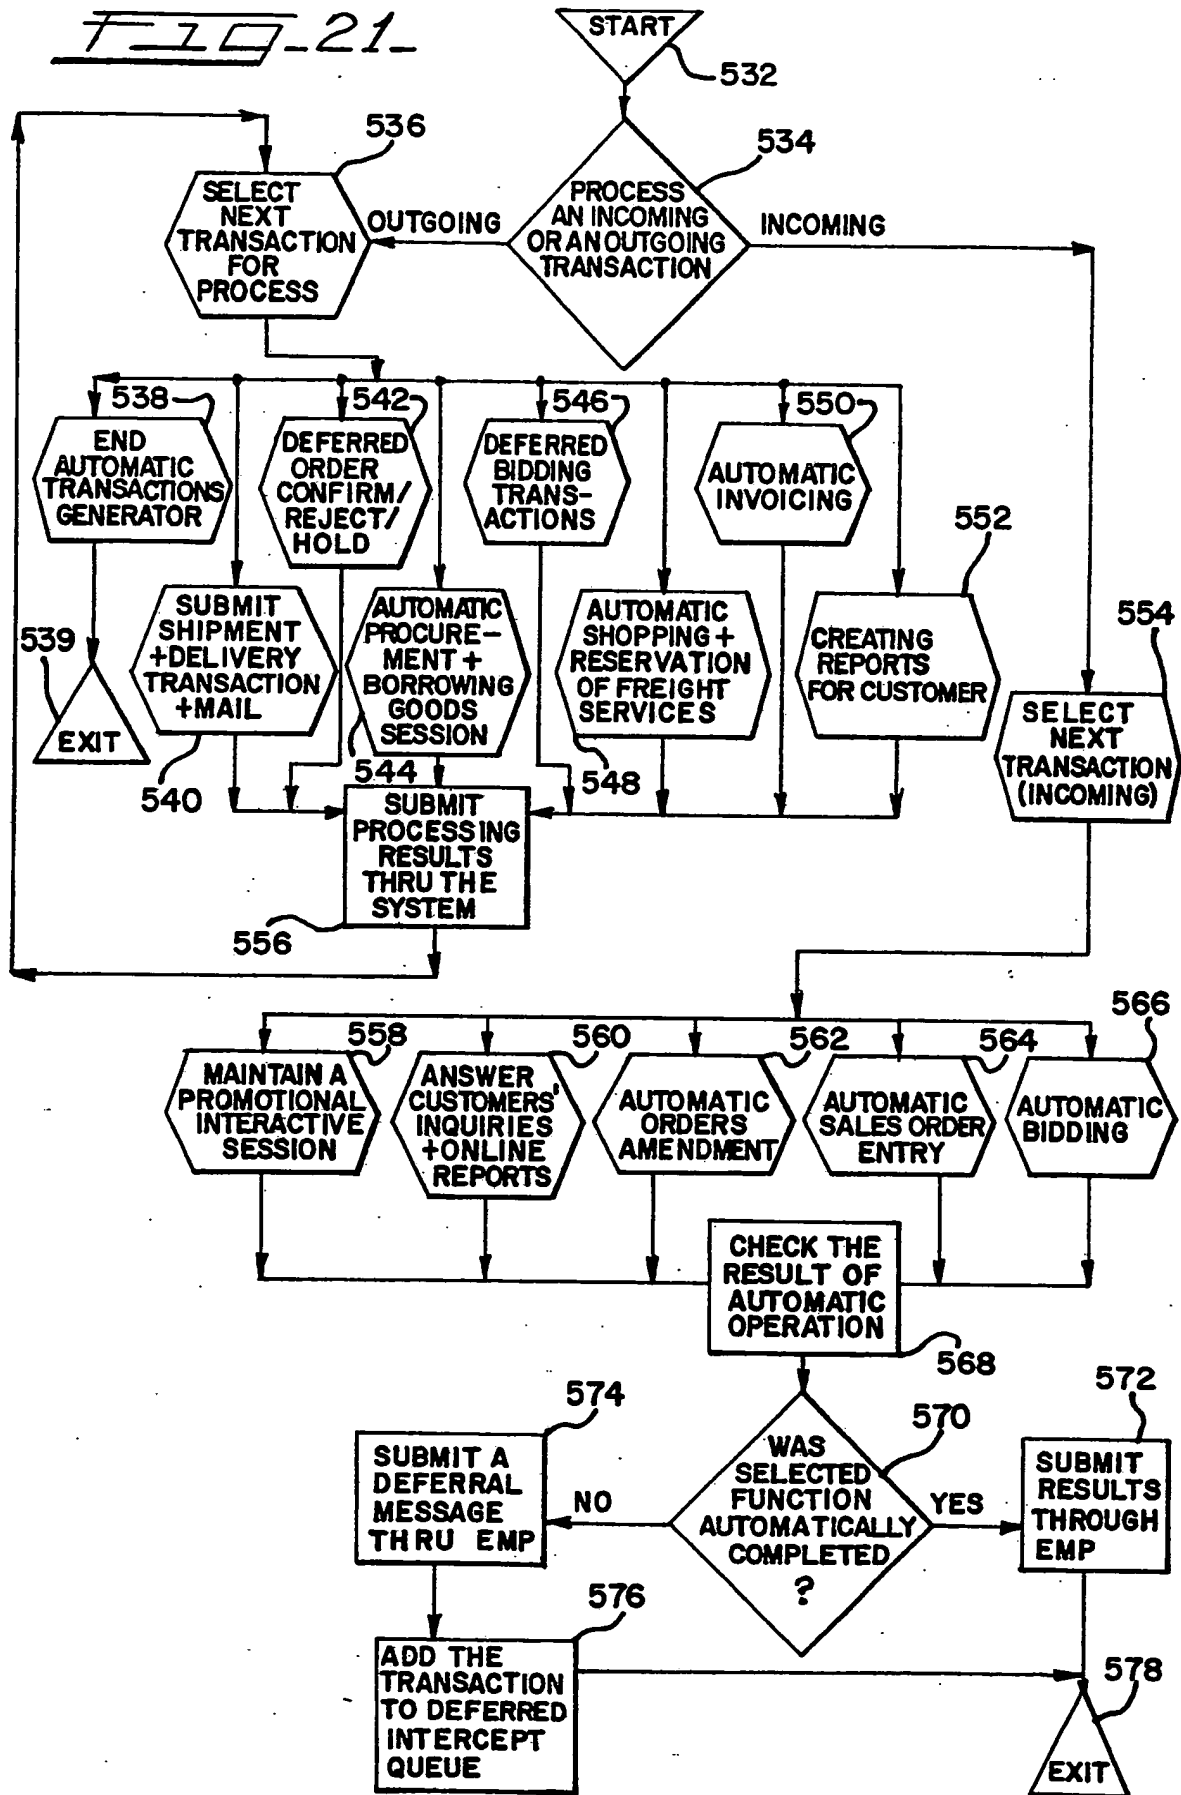 FIG-21-
START
532
534
PROCESS
AN INCOMING
OR AN OUTGOING
TRANSACTION
OUTGOING
INCOMING
536
SELECT
NEXT
TRANSACTION
FOR
PROCESS
538
END
AUTOMATIC
TRANSACTIONS
GENERATOR
542
DEFERRED
ORDER
CONFIRM/
REJECT/
HOLD
546
DEFERRED
BIDDING
TRANS-
ACTIONS
550
AUTOMATIC
INVOICING
552
CREATING
REPORTS
FOR CUSTOMER
539
EXIT
SUBMIT
SHIPMENT
+DELIVERY
TRANSACTION
+MAIL
540
AUTOMATIC
PROCURE-
MENT +
BORROWING
GOODS
SESSION
544
AUTOMATIC
SHOPPING +
RESERVATION
OF FREIGHT
SERVICES
548
554
SELECT
NEXT
TRANSACTION
(INCOMING)
SUBMIT
PROCESSING
RESULTS
THRU THE
SYSTEM
556
558
MAINTAIN A
PROMOTIONAL
INTERACTIVE
SESSION
560
ANSWER
CUSTOMERS'
INQUIRIES
+ONLINE
REPORTS
562
AUTOMATIC
ORDERS
AMENDMENT
564
AUTOMATIC
SALES ORDER
ENTRY
566
AUTOMATIC
BIDDING
CHECK THE
RESULT OF
AUTOMATIC
OPERATION
568
570
WAS
SELECTED
FUNCTION
AUTOMATICALLY
COMPLETED
?
NO
YES
572
SUBMIT
RESULTS
THROUGH
EMP
574
SUBMIT A
DEFERRAL
MESSAGE
THRU EMP
576
ADD THE
TRANSACTION
TO DEFERRED
INTERCEPT
QUEUE
578
EXIT